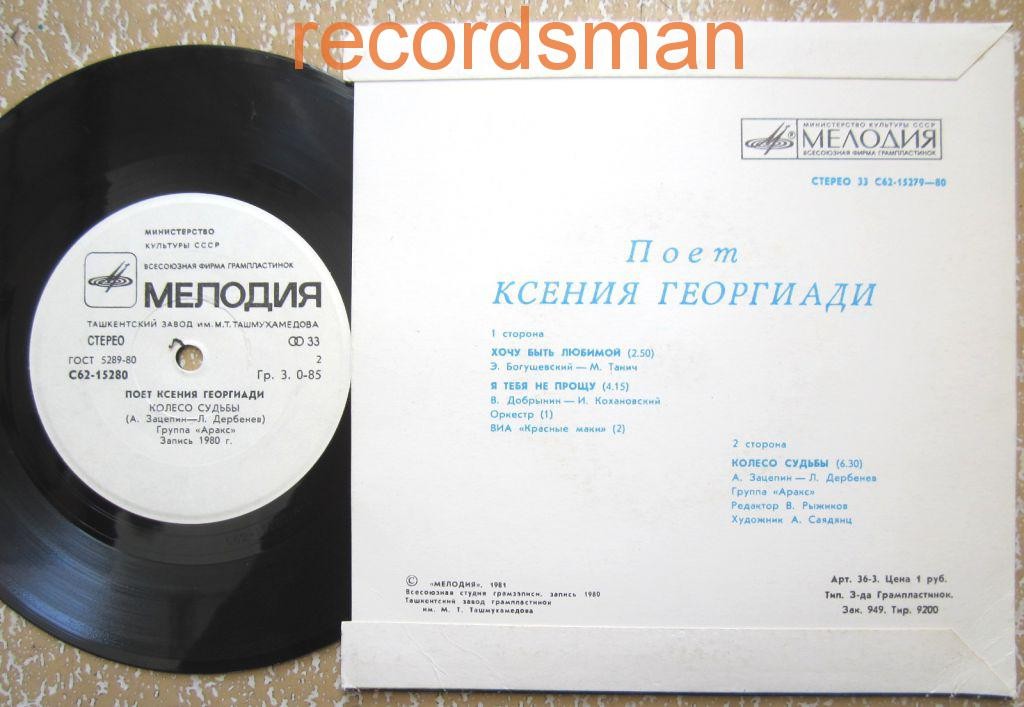 recordsman
МИНИСТЕРСТВО
КУЛЬТУРЫ СССР
ВСЕСОЮЗНАЯ ФИРМА ГРАМПЛАСТИНОК
МЕЛОДИЯ
ТАШКЕНТСКИЙ ЗАВОД ИМ. М.Т. ТАШМУХАМЕДОВА
СТЕРЕО 33
ГОСТ 5289-80 2
С62-15280 Гр. 3. 0-85
ПОЕТ КСЕНИЯ ГЕОРГИАДИ
КОЛЕСО СУДЬБЫ
(А. Зацепин—Л. Дербенев)
Группа «Аракс»
Запись 1980 г.
МИНИСТЕРСТВО КУЛЬТУРЫ СССР
МЕЛОДИЯ
ВСЕСОЮЗНАЯ ФИРМА ГРАМПЛАСТИНОК
СТЕРЕО 33 С62-15279—80
Поет
КСЕНИЯ ГЕОРГИАДИ
1 сторона
ХОЧУ БЫТЬ ЛЮБИМОЙ (2.50)
Э. Богушевский — М. Танич
Я ТЕБЯ НЕ ПРОЩУ (4.15)
В. Добрынин — И. Кохановский
Оркестр (1)
ВИА «Красные маки» (2)
2 сторона
КОЛЕСО СУДЬБЫ (6.30)
А. Зацепин — Л. Дербенев
Группа «Аракс»
Редактор В. Рыжиков
Художник А. Саядянц
© «МЕЛОДИЯ», 1981
Всесоюзная студия грамзаписи. запись 1980
Ташкентский завод грампластинок
им. М. Т. Ташмухамедова
Арт. 36-3. Цена 1 руб.
Тип. З-да Грампластинок.
Зак. 949. Тир. 9200